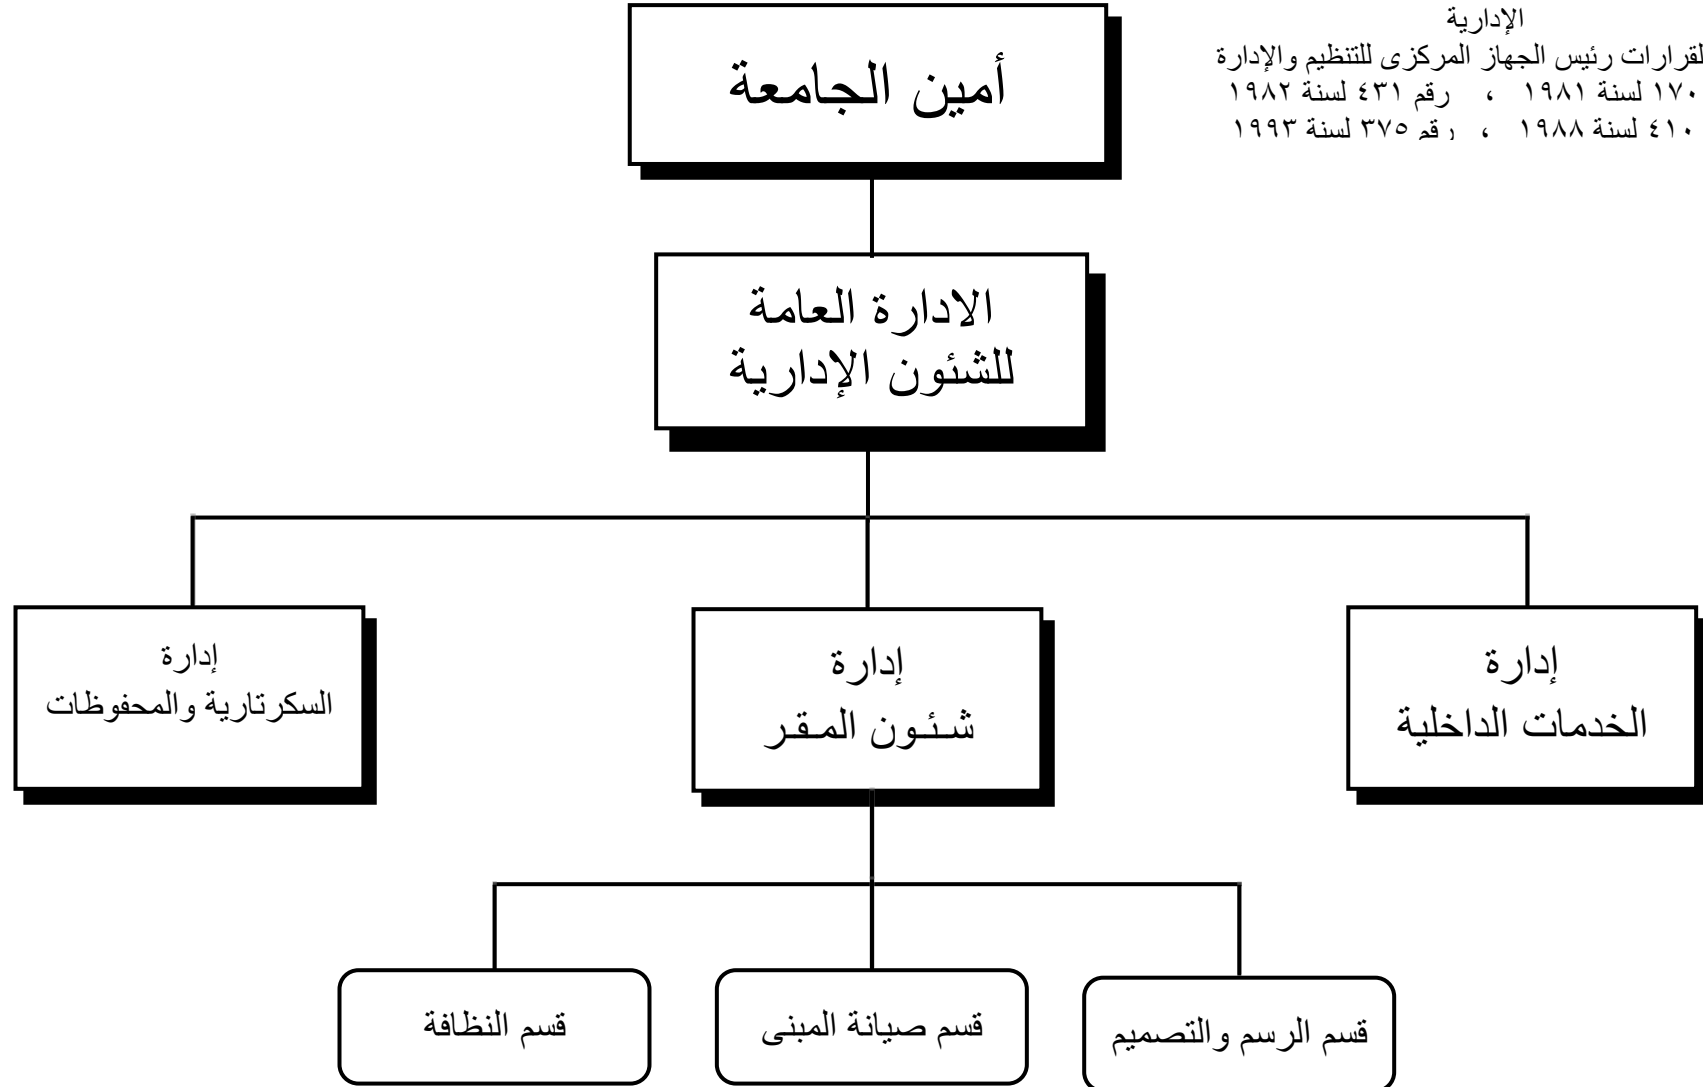 الإدارية
لقرارات رئيس الجهاز المركزى للتنظيم والإدارة
١٧٠ لسنة ١٩٨١ ، رقم ٤٣١ لسنة ١٩٨٢
٤١٠ لسنة ١٩٨٨ ، رقم ٣٧٥ لسنة ١٩٩٣
أمين الجامعة
الادارة العامة
للشئون الإدارية
إدارة
الخدمات الداخلية
إدارة
شئون المقر
إدارة
السكرتارية والمحفوظات
قسم الرسم والتصميم
قسم صيانة المبنى
قسم النظافة